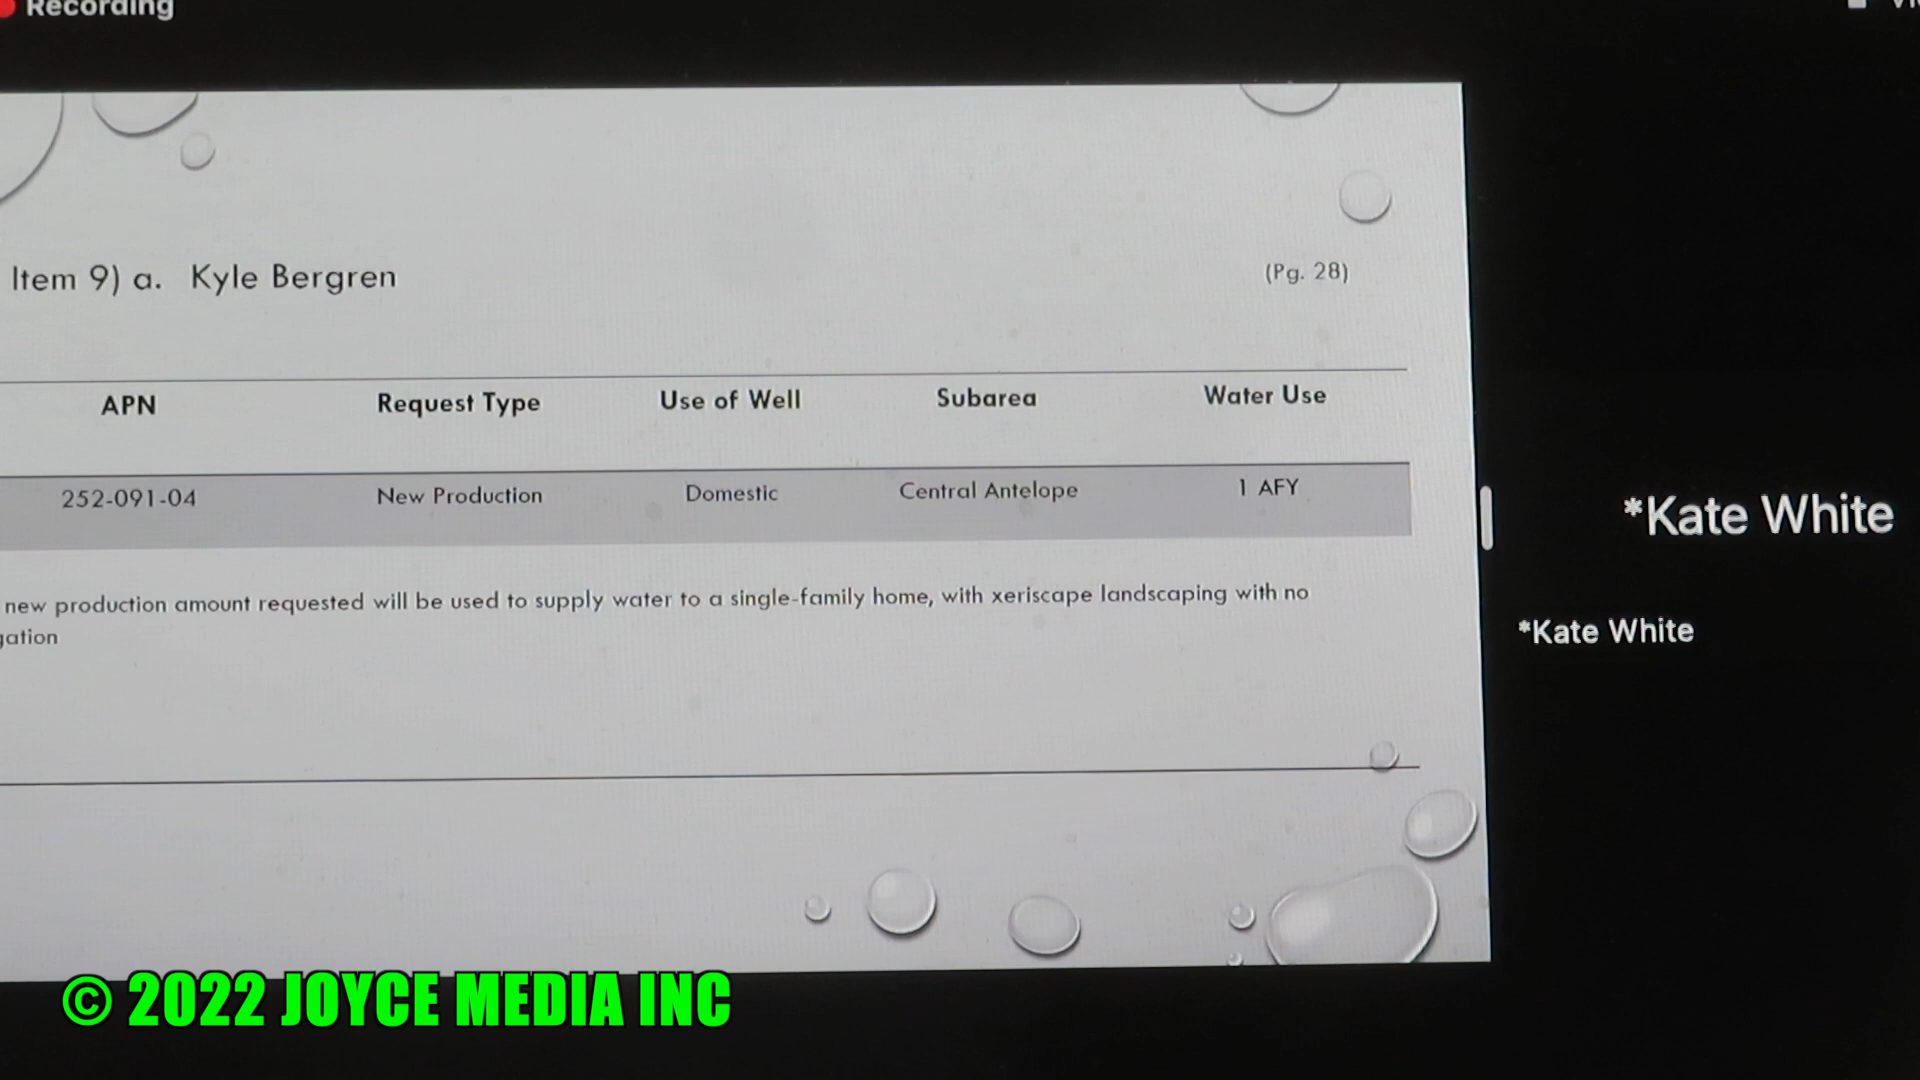 Recording
Item 9) a. Kyle Bergren
(Pg. 28)
APN Request Type Use of Well Subarea Water Use
252-091-04 New Production Domestic Central Antelope 1 AFY
new production amount requested will be used to supply water to a single-family home, with xeriscape landscaping with no
gation
*Kate White
*Kate White
© 2022 JOYCE MEDIA INC